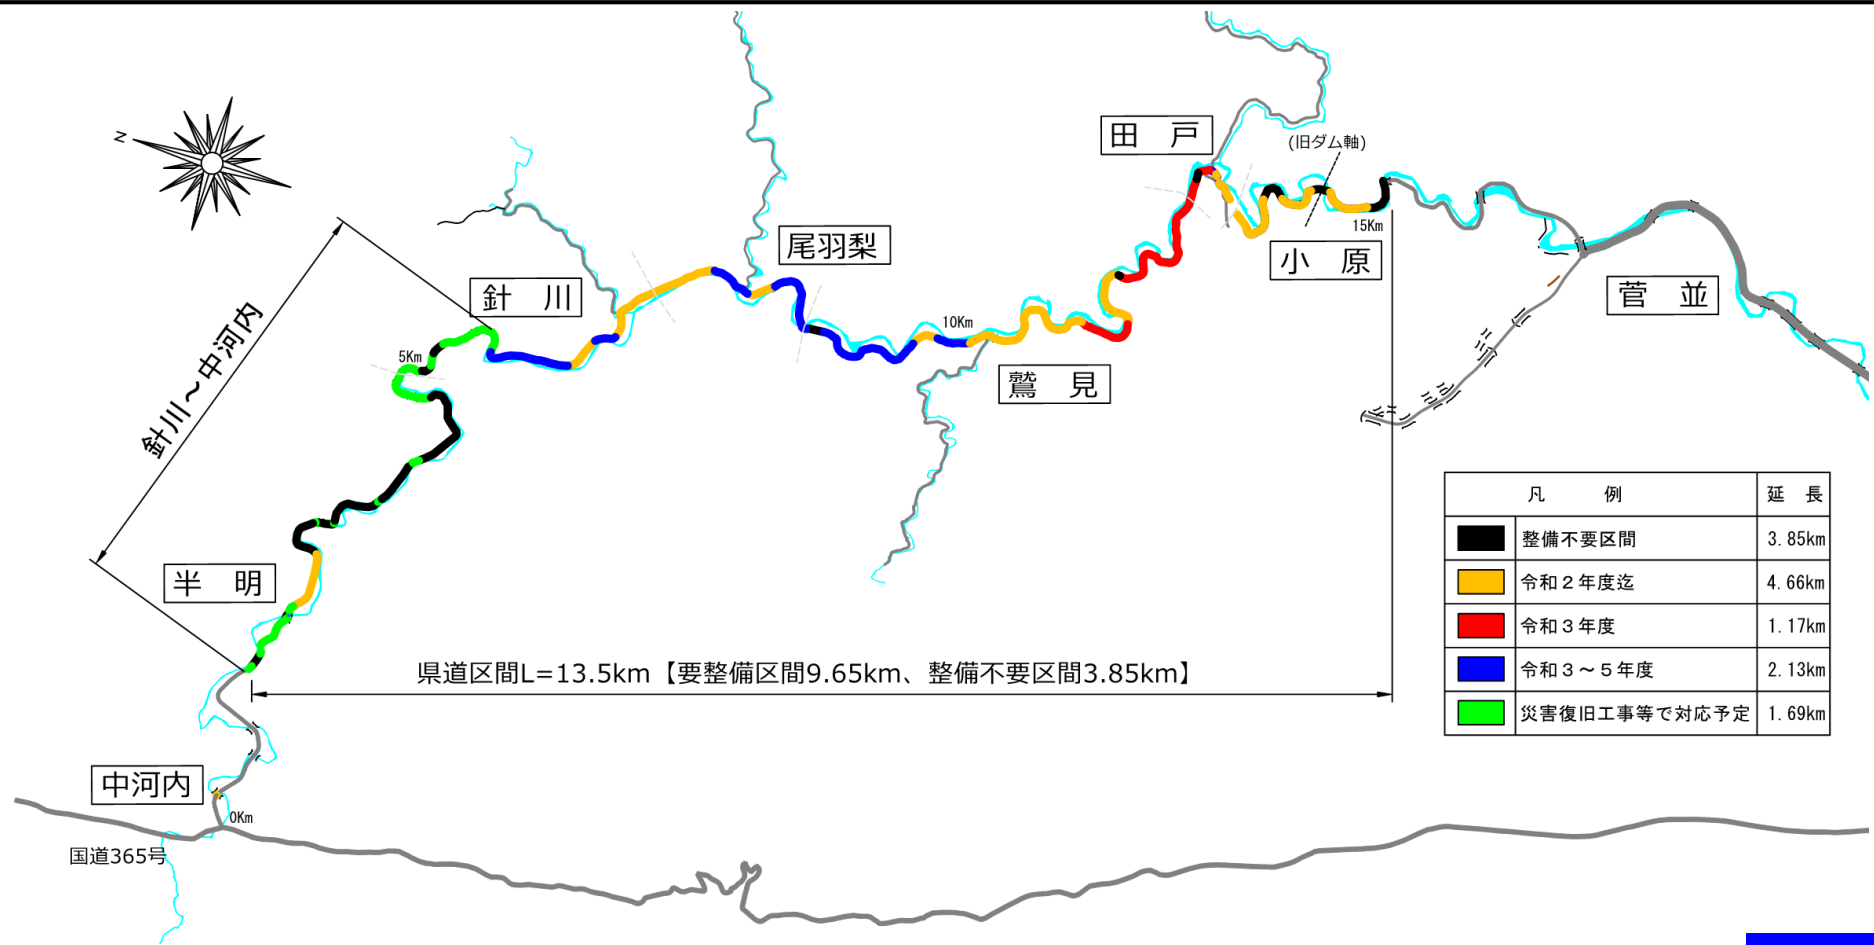 N
田　戸
(旧ダム軸)
15Km
小　原
尾羽梨
針　川
菅　並
10Km
鷲　見
5Km
針川～中河内
半　明
県道区間L=13.5km【要整備区間9.65km、整備不要区間3.85km】
中河内
0Km
国道365号
凡　例 延　長
整備不要区間 3.85km
令和２年度迄 4.66km
令和３年度 1.17km
令和３～５年度 2.13km
災害復旧工事等で対応予定 1.69km